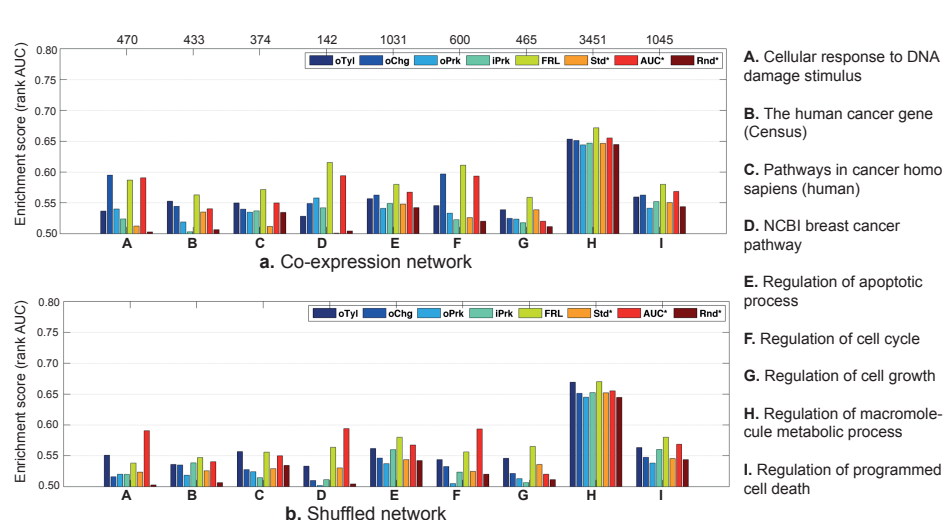 470 433 374 142 1031 600 465 3451 1045
Enrichment score (rank AUC)
0.80
0.75
0.70
0.65
0.60
0.55
0.50
oTyl oChg oPrk iPrk FRL Std* AUC* Rnd*
A B C D E F G H I
a. Co-expression network
Enrichment score (rank AUC)
0.80
0.75
0.70
0.65
0.60
0.55
0.50
oTyl oChg oPrk iPrk FRL Std* AUC* Rnd*
A B C D E F G H I
b. Shuffled network
A. Cellular response to DNA
damage stimulus
B. The human cancer gene
(Census)
C. Pathways in cancer homo
sapiens (human)
D. NCBI breast cancer
pathway
E. Regulation of apoptotic
process
F. Regulation of cell cycle
G. Regulation of cell growth
H. Regulation of macromole-
cule metabolic process
I. Regulation of programmed
cell death